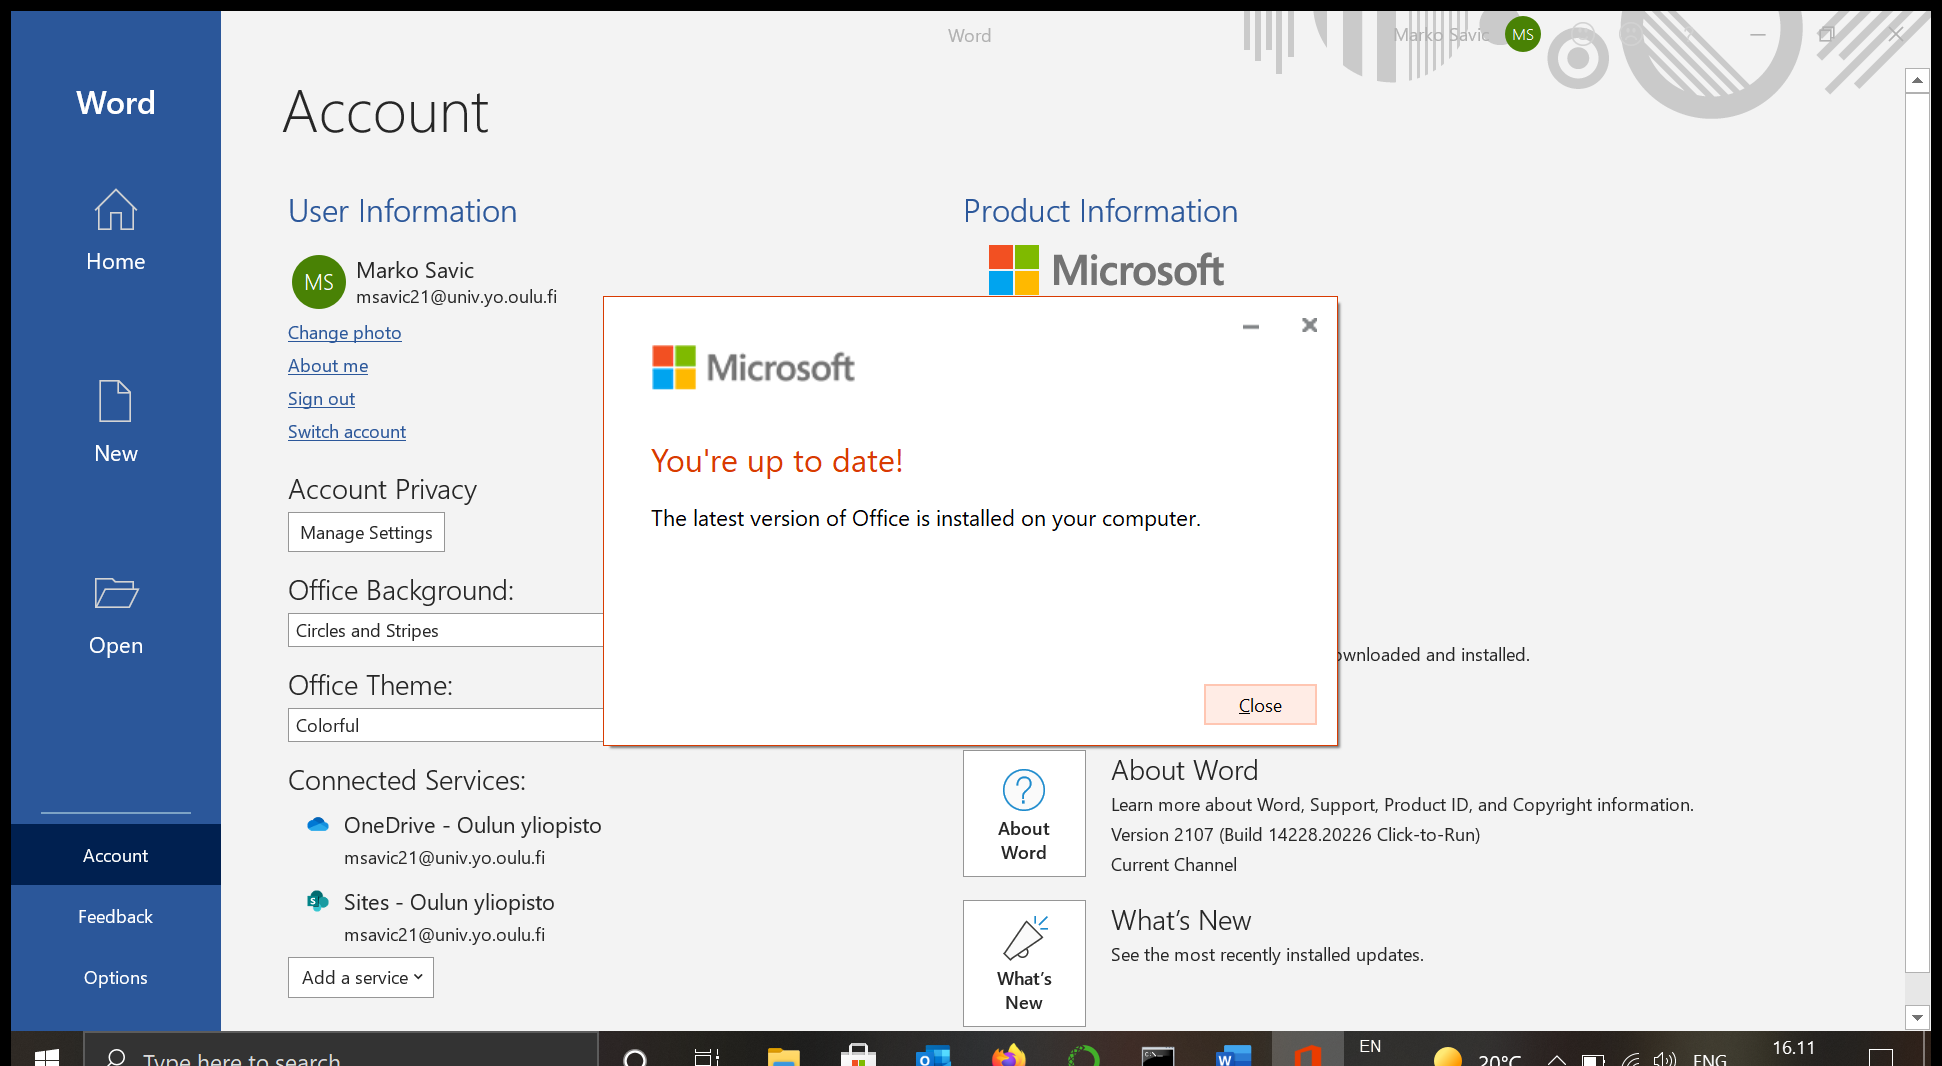 Word
Marko Savic
MS
Word
Home
New
Open
Account
Feedback
Options
Account
User Information
MS
Marko Savic
msavic21@univ.yo.oulu.fi
Change photo
About me
Sign out
Switch account
Account Privacy
Manage Settings
Office Background:
Circles and Stripes
Office Theme:
Colorful
Connected Services:
OneDrive - Oulun yliopisto
msavic21@univ.yo.oulu.fi
Sites - Oulun yliopisto
msavic21@univ.yo.oulu.fi
Add a service
Product Information
Microsoft
Microsoft
You're up to date!
The latest version of Office is installed on your computer.
Close
ownloaded and installed.
About
Word
About Word
Learn more about Word, Support, Product ID, and Copyright information.
Version 2107 (Build 14228.20226 Click-to-Run)
Current Channel
What's
New
What's New
See the most recently installed updates.
Type here to search
EN
20°C
ENG
16.11